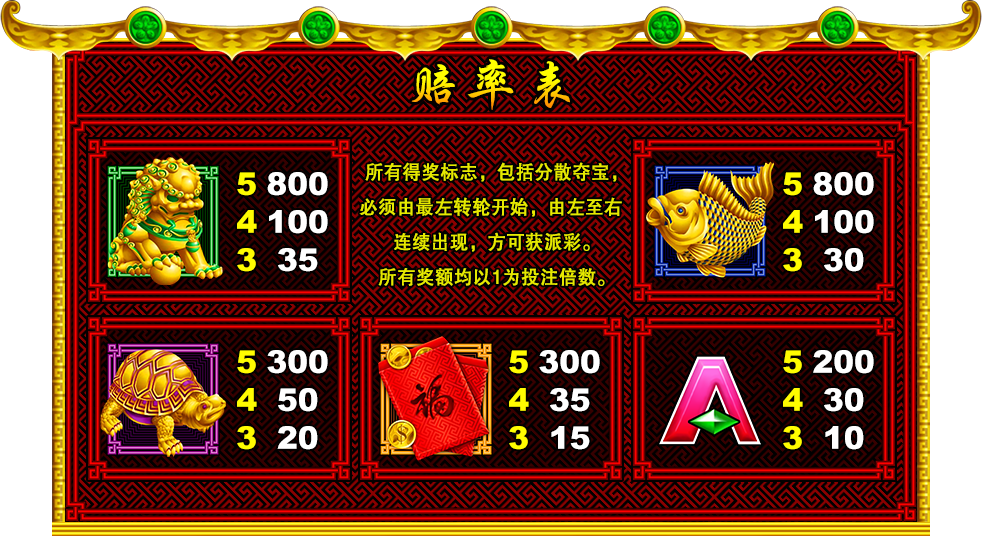 赔率表
5 800
4 100
3 35
所有得奖标志，包括分散夺宝，
必须由最左转轮开始，由左至右
连续出现，方可获派彩。
所有奖额均以1为投注倍数。
5 800
4 100
3 30
5 300
4 50
3 20
福
$
5 300
4 35
3 15
A
5 200
4 30
3 10